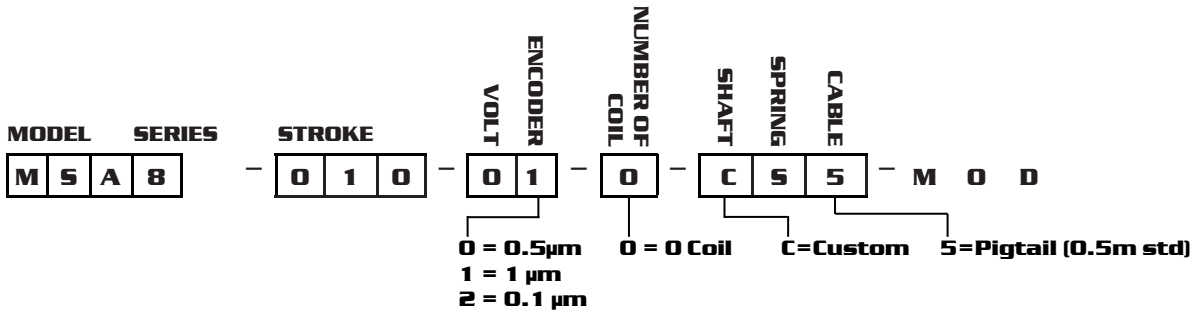 VOLT
ENCODER
NUMBER OF
COIL
SHAFT
SPRING
CABLE
MODEL SERIES STROKE
M S A 8 - 0 1 0 - 0 1 - 0 - C S 5 - M O D
0 = 0.5µm 0 = 0 Coil C=Custom 5=Pigtail (0.5m std)
1 = 1 µm
2 = 0.1 µm